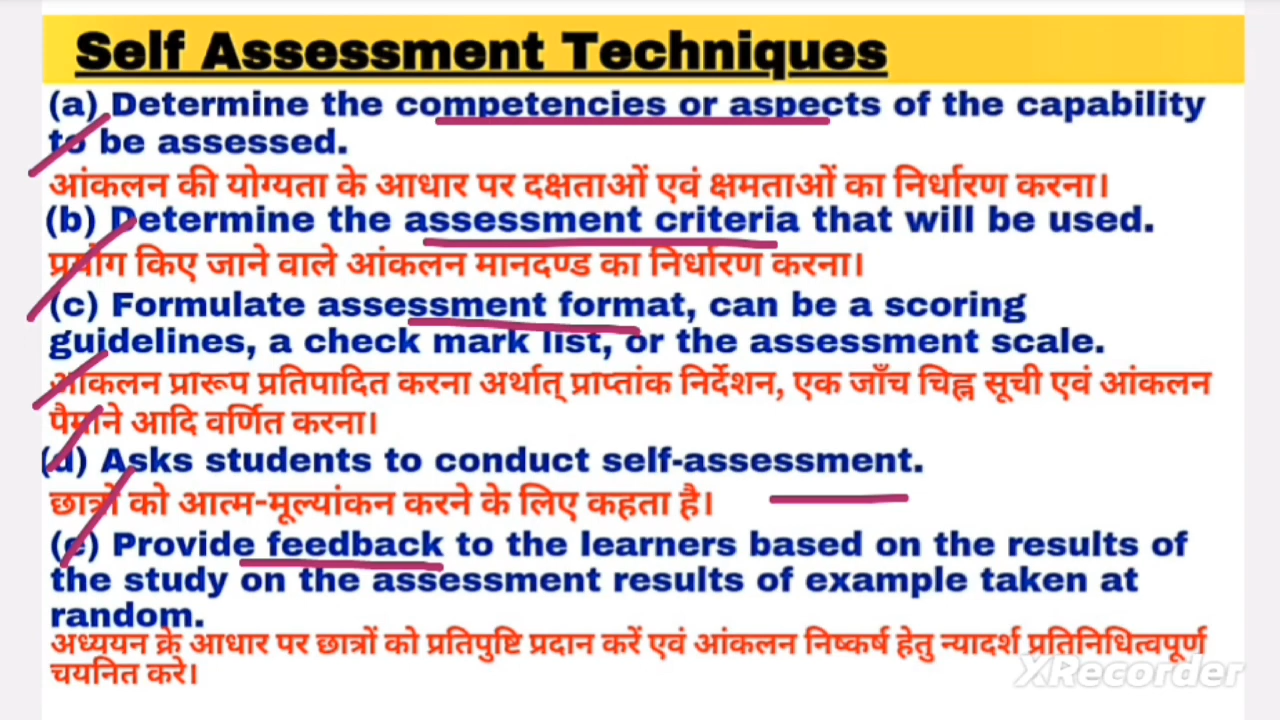 Self Assessment Techniques
(a) Determine the competencies or aspects of the capability
to be assessed.
आंकलन की योग्यता के आधार पर दक्षताओं एवं क्षमताओं का निर्धारण करना।
(b) Determine the assessment criteria that will be used.
प्रयोग किए जाने वाले आंकलन मानदण्ड का निर्धारण करना।
(c) Formulate assessment format, can be a scoring
guidelines, a check mark list, or the assessment scale.
आंकलन प्रारूप प्रतिपादित करना अर्थात् प्राप्तांक निर्देशन, एक जाँच चिह्न सूची एवं आंकलन
पैमाने आदि वर्णित करना।
(d) Asks students to conduct self-assessment.
छात्रों को आत्म-मूल्यांकन करने के लिए कहता है।
(e) Provide feedback to the learners based on the results of
the study on the assessment results of example taken at
random.
अध्ययन के आधार पर छात्रों को प्रतिपुष्टि प्रदान करें एवं आंकलन निष्कर्ष हेतु न्यादर्श प्रतिनिधित्वपूर्ण
चयनित करे।
XRecorder